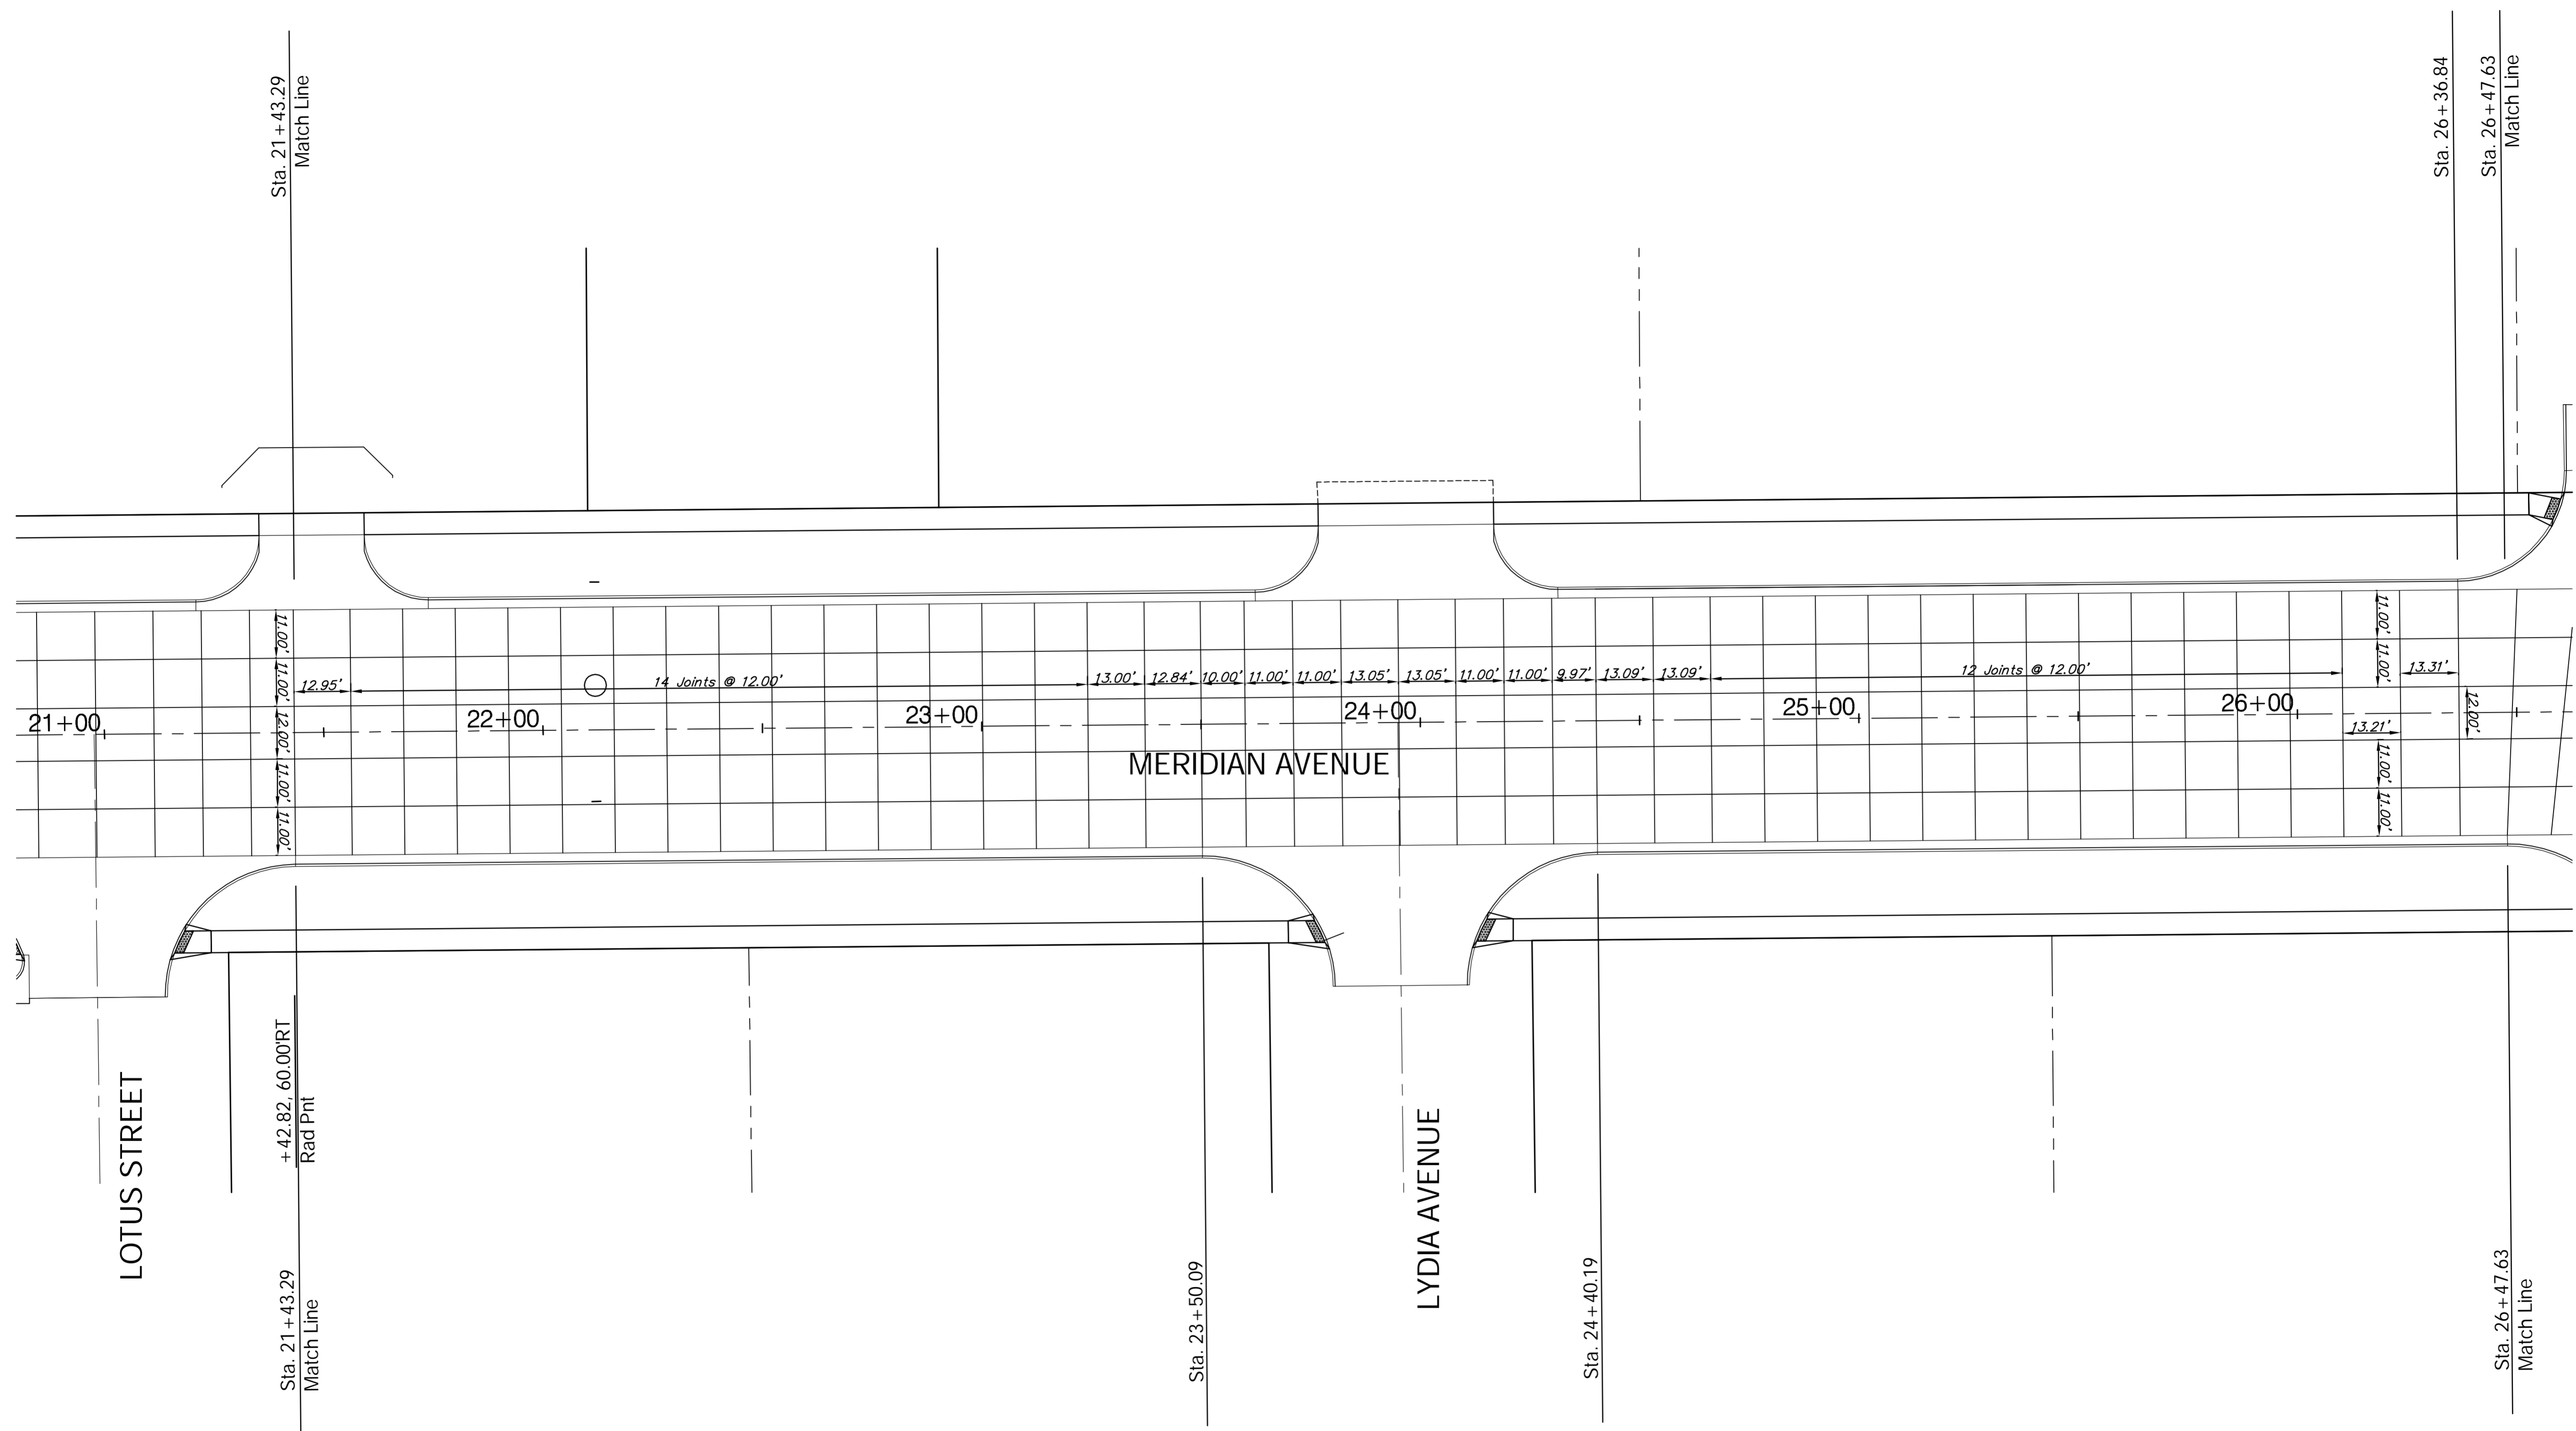 Sta. 21+43.29
Match Line
Sta. 26+36.84
Sta. 26+47.63
Match Line
11.00'
11.00'
12.00'
11.00'
11.00'
12.95'
14 Joints @ 12.00'
13.00'
12.84'
10.00'
11.00'
11.00'
13.05'
13.05'
11.00'
11.00'
9.97'
13.09'
13.09'
12 Joints @ 12.00'
11.00'
11.00'
13.31'
12.00'
13.21'
11.00'
11.00'
21+00
22+00
23+00
24+00
25+00
26+00
MERIDIAN AVENUE
LOTUS STREET
+42.82, 60.00'RT
Rad Pnt
LYDIA AVENUE
Sta. 21+43.29
Match Line
Sta. 23+50.09
Sta. 24+40.19
Sta. 26+47.63
Match Line